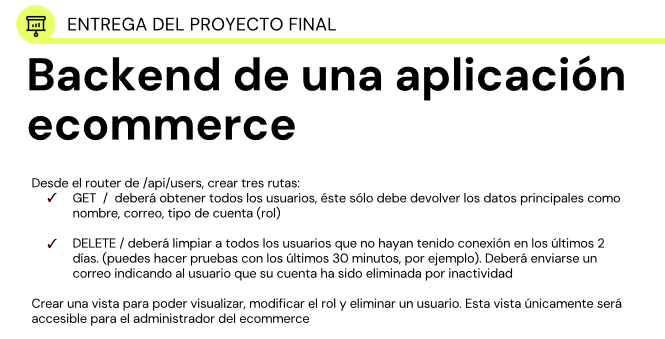 ENTREGA DEL PROYECTO FINAL
Backend de una aplicación
ecommerce
Desde el router de /api/users, crear tres rutas:
✓ GET / deberá obtener todos los usuarios, éste sólo debe devolver los datos principales como
nombre, correo, tipo de cuenta (rol)
✓ DELETE / deberá limpiar a todos los usuarios que no hayan tenido conexión en los últimos 2
días. (puedes hacer pruebas con los últimos 30 minutos, por ejemplo). Deberá enviarse un
correo indicando al usuario que su cuenta ha sido eliminada por inactividad
Crear una vista para poder visualizar, modificar el rol y eliminar un usuario. Esta vista únicamente será
accesible para el administrador del ecommerce